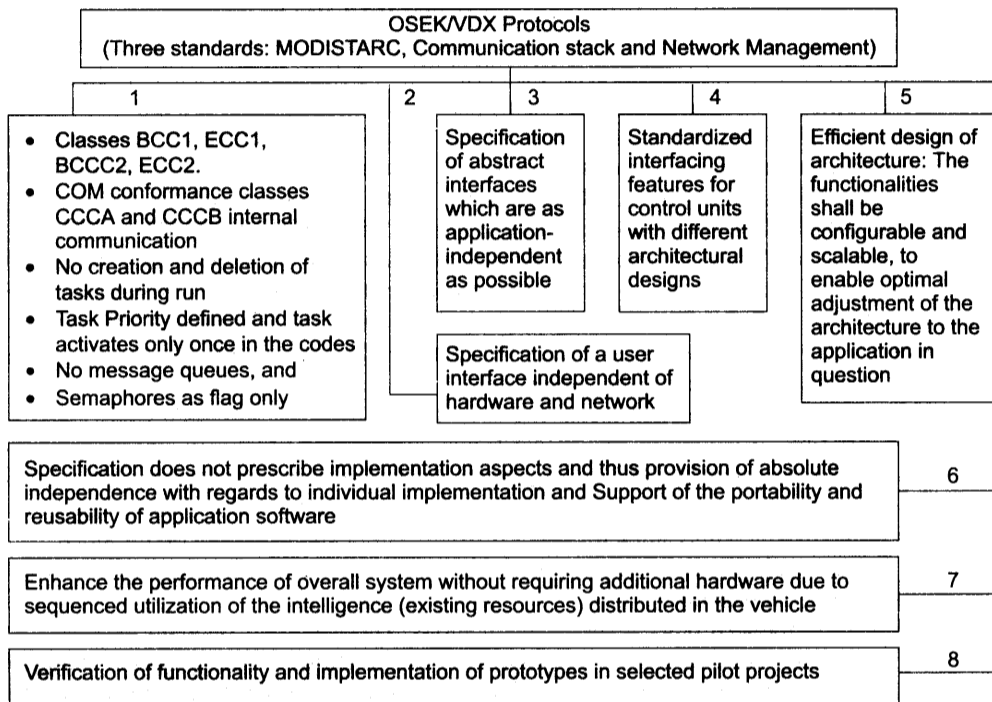 OSEK/VDX Protocols
(Three standards: MODISTARC, Communication stack and Network Management)
1
2
3
4
5
• Classes BCC1, ECC1,
BCCC2, ECC2.
• COM conformance classes
CCCA and CCCB internal
communication
• No creation and deletion of
tasks during run
• Task Priority defined and task
activates only once in the codes
• No message queues, and
• Semaphores as flag only
Specification
of abstract
interfaces
which are as
application-
independent
as possible
Standardized
interfacing
features for
control units
with different
architectural
designs
Efficient design of
architecture: The
functionalities
shall be
configurable and
scalable, to
enable optimal
adjustment of the
architecture to the
application in
question
Specification of a user
interface independent of
hardware and network
Specification does not prescribe implementation aspects and thus provision of absolute
independence with regards to individual implementation and Support of the portability and
reusability of application software
6
Enhance the performance of overall system without requiring additional hardware due to
sequenced utilization of the intelligence (existing resources) distributed in the vehicle
7
Verification of functionality and implementation of prototypes in selected pilot projects
8